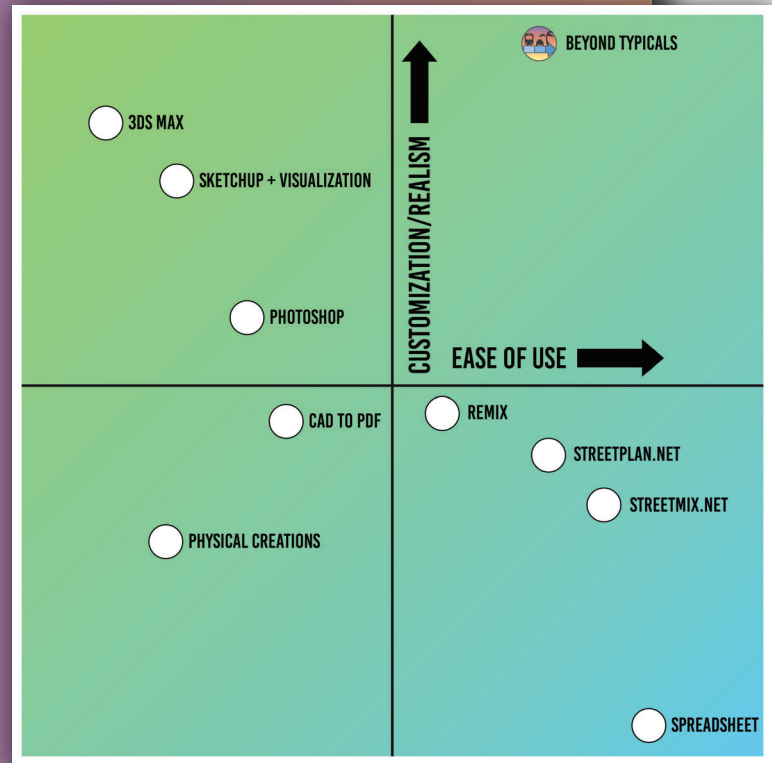 BEYOND TYPICALS
3DS MAX
SKETCHUP + VISUALIZATION
CUSTOMIZATION/REALISM
PHOTOSHOP
EASE OF USE
CAD TO PDF
REMIX
STREETPLAN.NET
STREETMIX.NET
PHYSICAL CREATIONS
SPREADSHEET